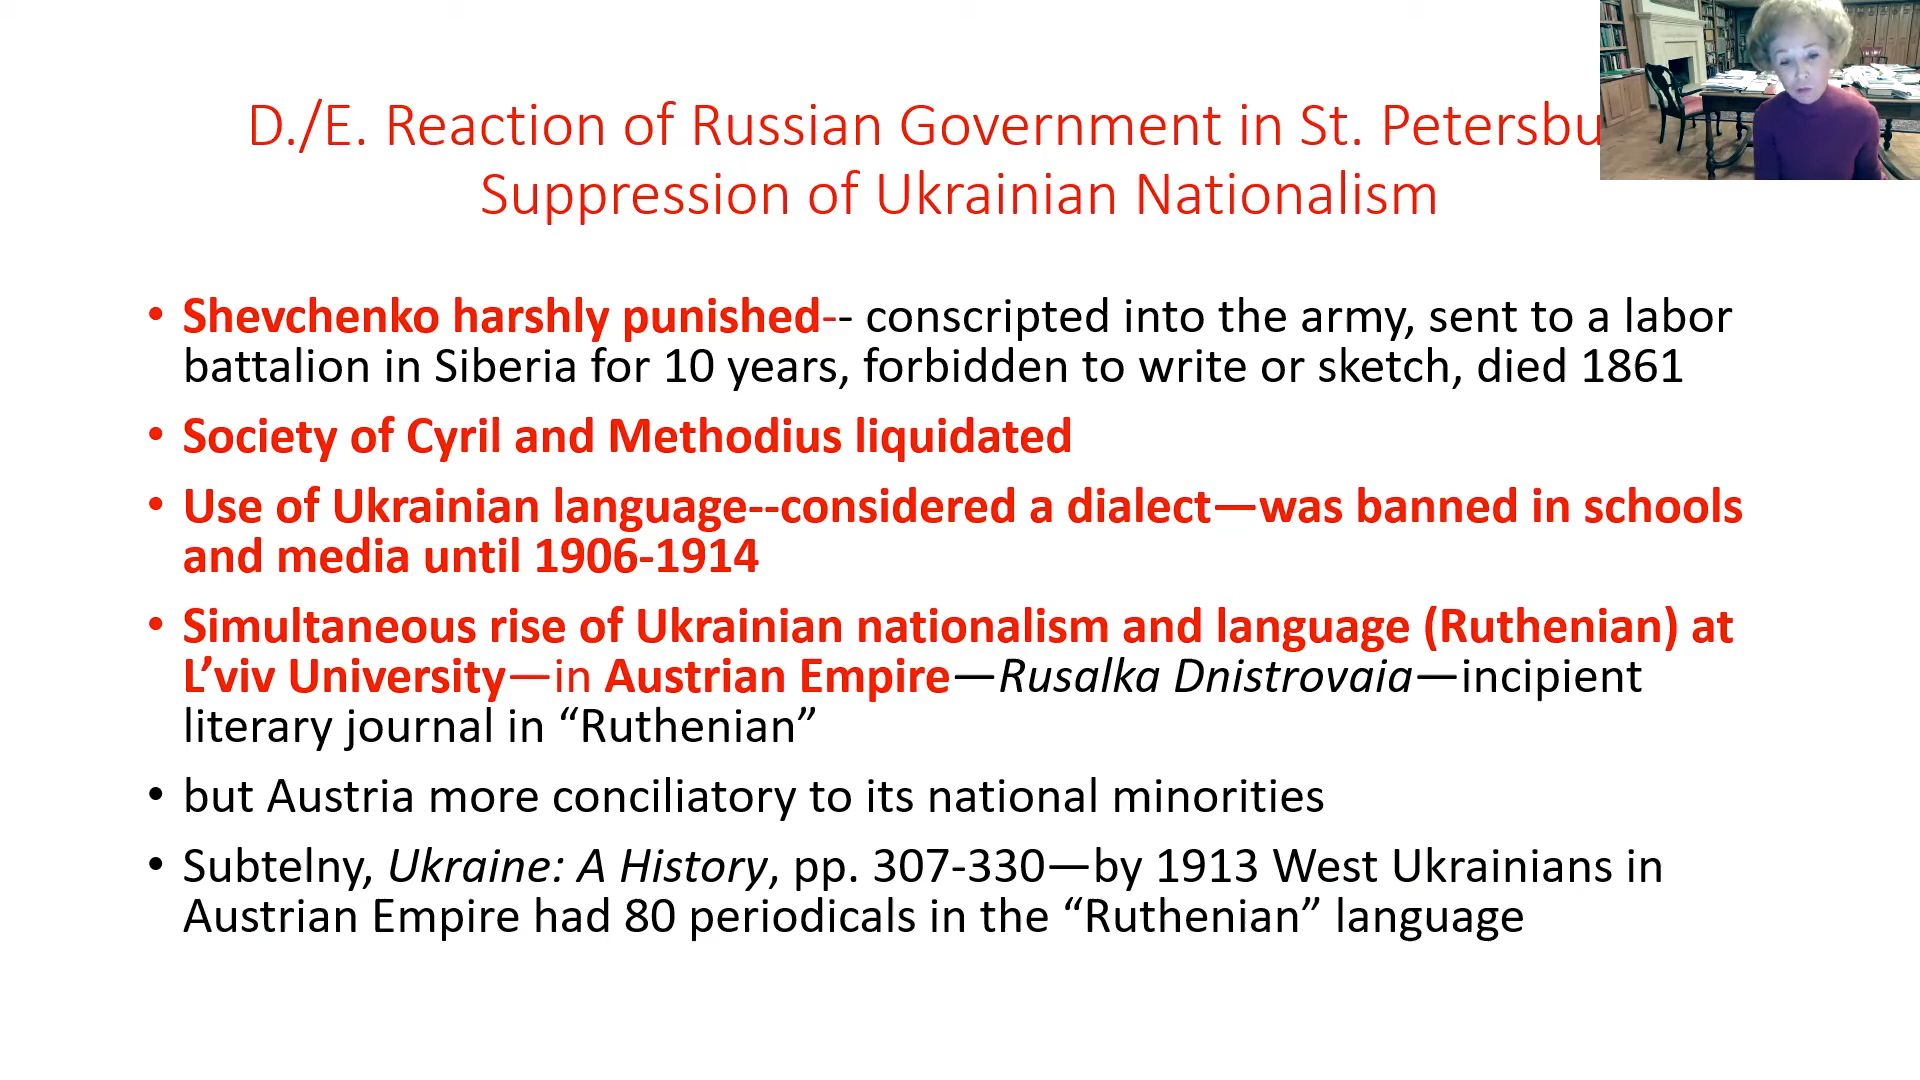 D./E. Reaction of Russian Government in St. Petersbu
Suppression of Ukrainian Nationalism
• Shevchenko harshly punished-- conscripted into the army, sent to a labor
battalion in Siberia for 10 years, forbidden to write or sketch, died 1861
• Society of Cyril and Methodius liquidated
• Use of Ukrainian language--considered a dialect—was banned in schools
and media until 1906-1914
• Simultaneous rise of Ukrainian nationalism and language (Ruthenian) at
L’viv University—in Austrian Empire—Rusalka Dnistrovaia—incipient
literary journal in “Ruthenian”
• but Austria more conciliatory to its national minorities
• Subtelny, Ukraine: A History, pp. 307-330—by 1913 West Ukrainians in
Austrian Empire had 80 periodicals in the “Ruthenian” language